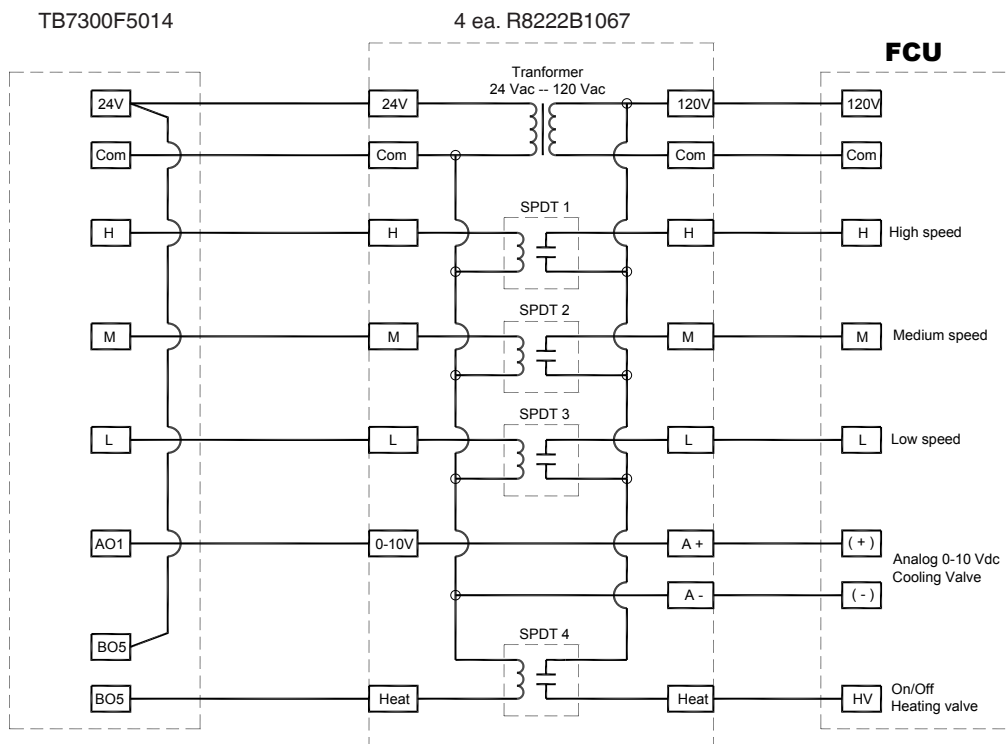 TB7300F5014
4 ea. R8222B1067
FCU
Tranformer
24 Vac -- 120 Vac
24V
24V
120V
120V
Com
Com
Com
Com
SPDT 1
H
H
H
H
High speed
SPDT 2
M
M
M
M
Medium speed
SPDT 3
L
L
L
L
Low speed
AO1
0-10V
A +
( + )
Analog 0-10 Vdc
Cooling Valve
A -
( - )
BO5
SPDT 4
BO5
Heat
Heat
HV
On/Off
Heating valve